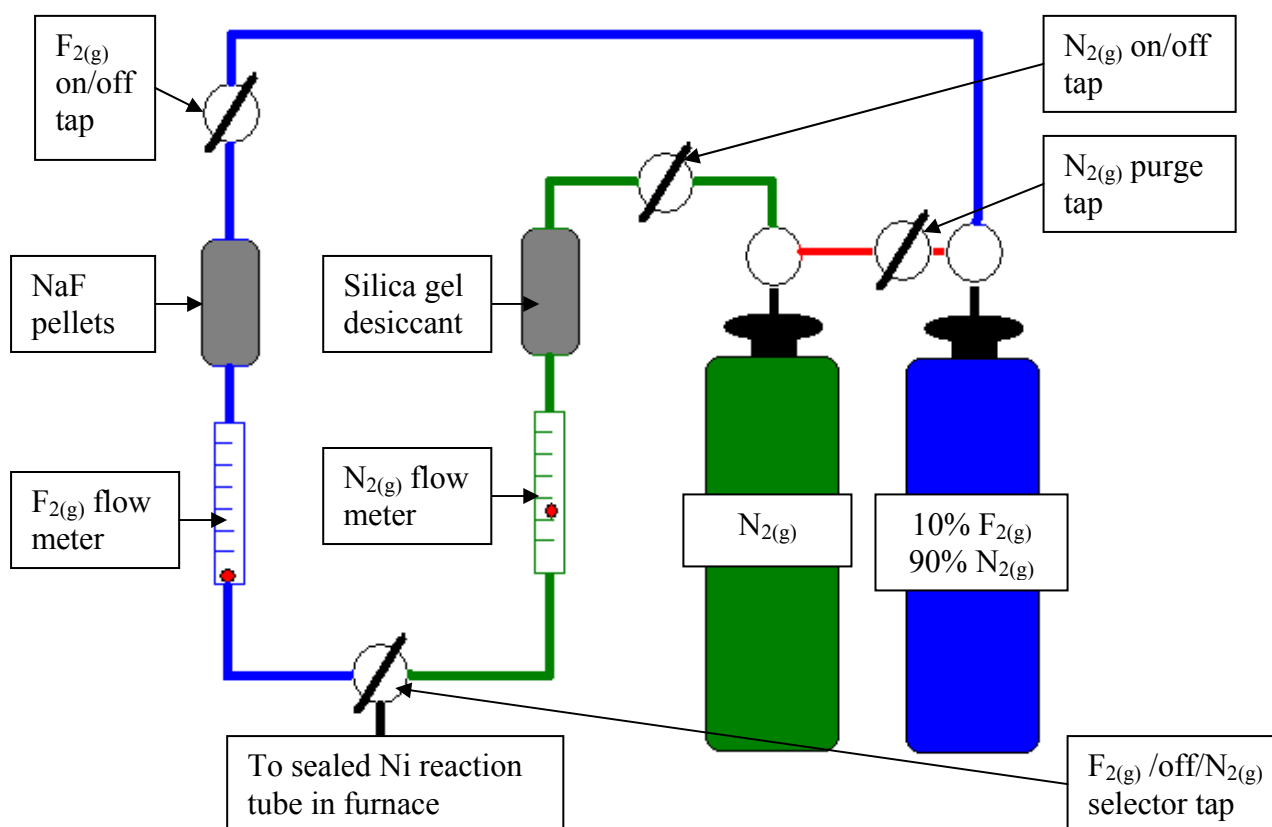 F2(g)
on/off
tap
N2(g) on/off
tap
N2(g) purge
tap
NaF
pellets
Silica gel
desiccant
F2(g) flow
meter
N2(g) flow
meter
N2(g)
10% F2(g)
90% N2(g)
To sealed Ni reaction
tube in furnace
F2(g) /off/N2(g)
selector tap